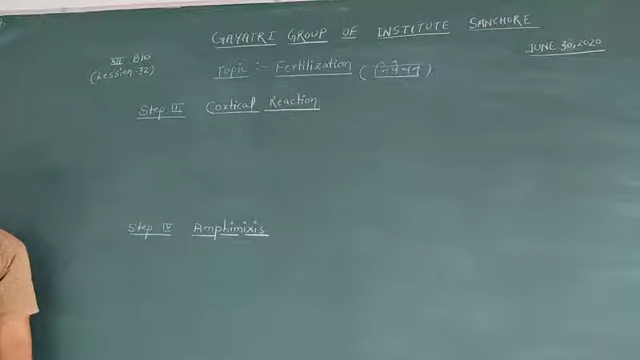 GAYATRI GROUP OF INSTITUTE SANCHORE
JUNE 30, 2020
XII BIO
(Lession-32)
Topic :- Fertilization (निषेचन)
Step III Cortical Reaction
Step IV Amphimixis